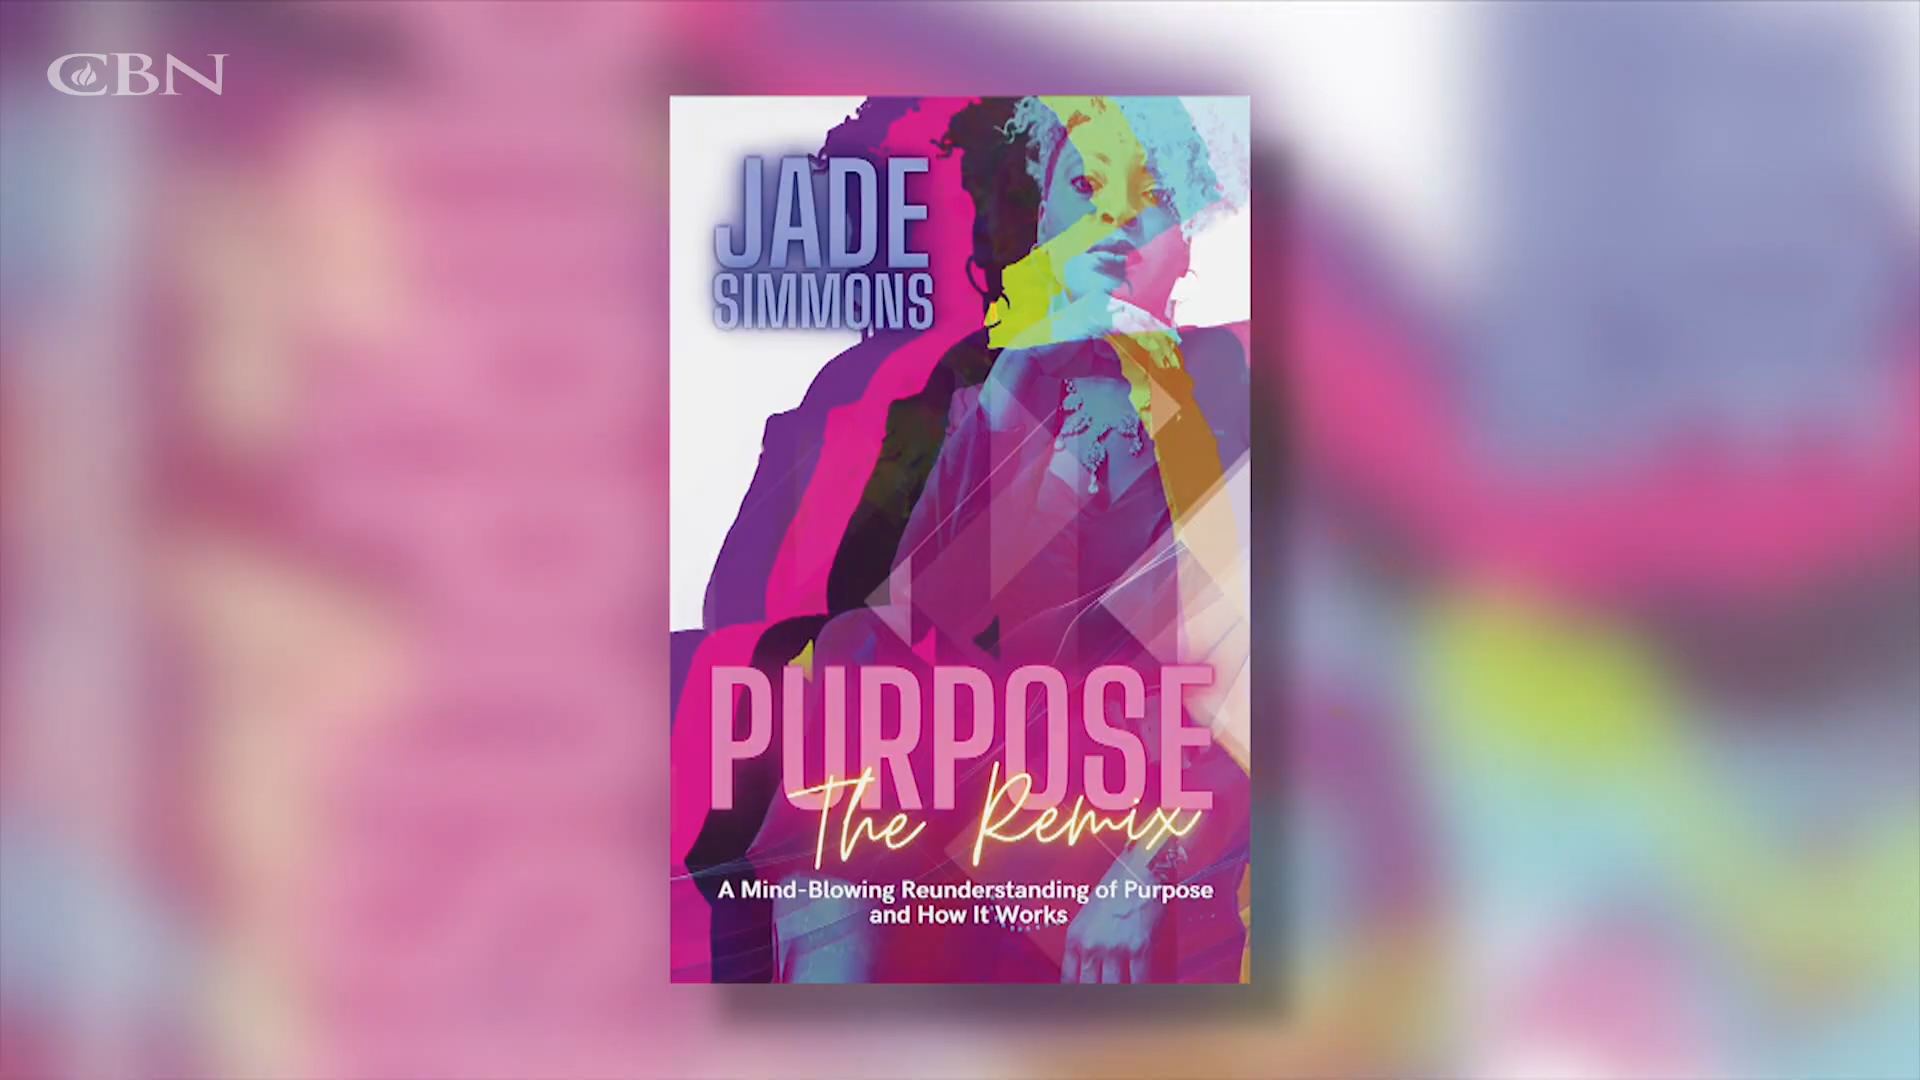 CBN
JADE
SIMMONS
PURPOSE
The Remix
A Mind-Blowing Reunderstanding of Purpose
and How It Works